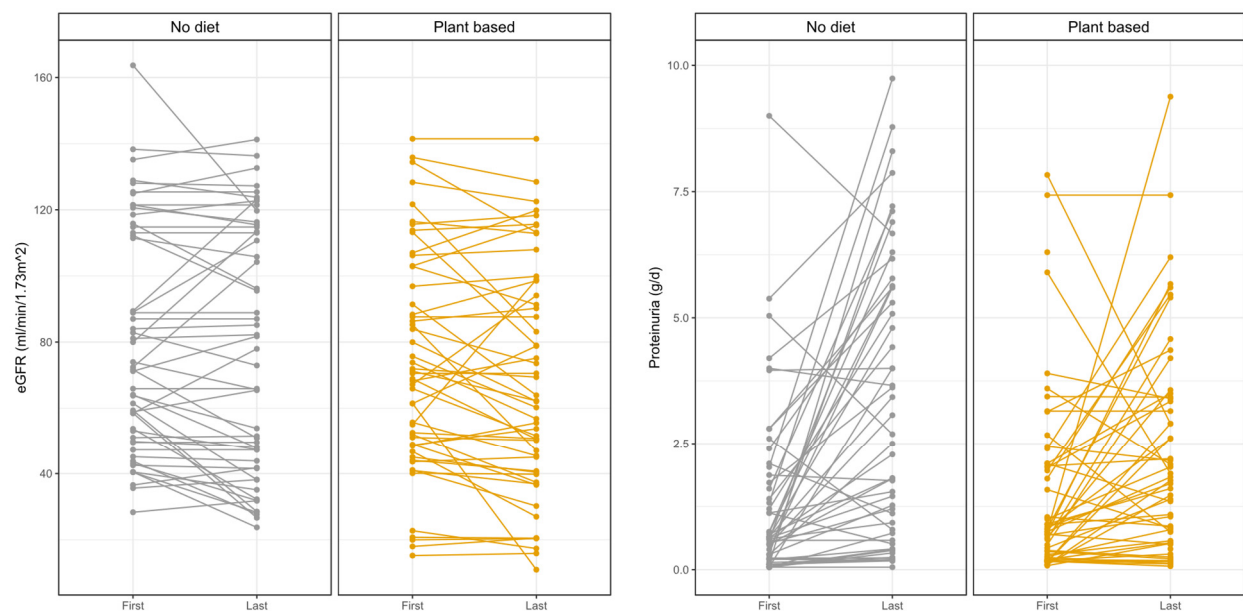 No diet
Plant based
eGFR (ml/min/1.73m^2)
160
120
80
40
First
Last
First
Last
No diet
Plant based
Proteinuria (g/d)
10.0
7.5
5.0
2.5
0.0
First
Last
First
Last